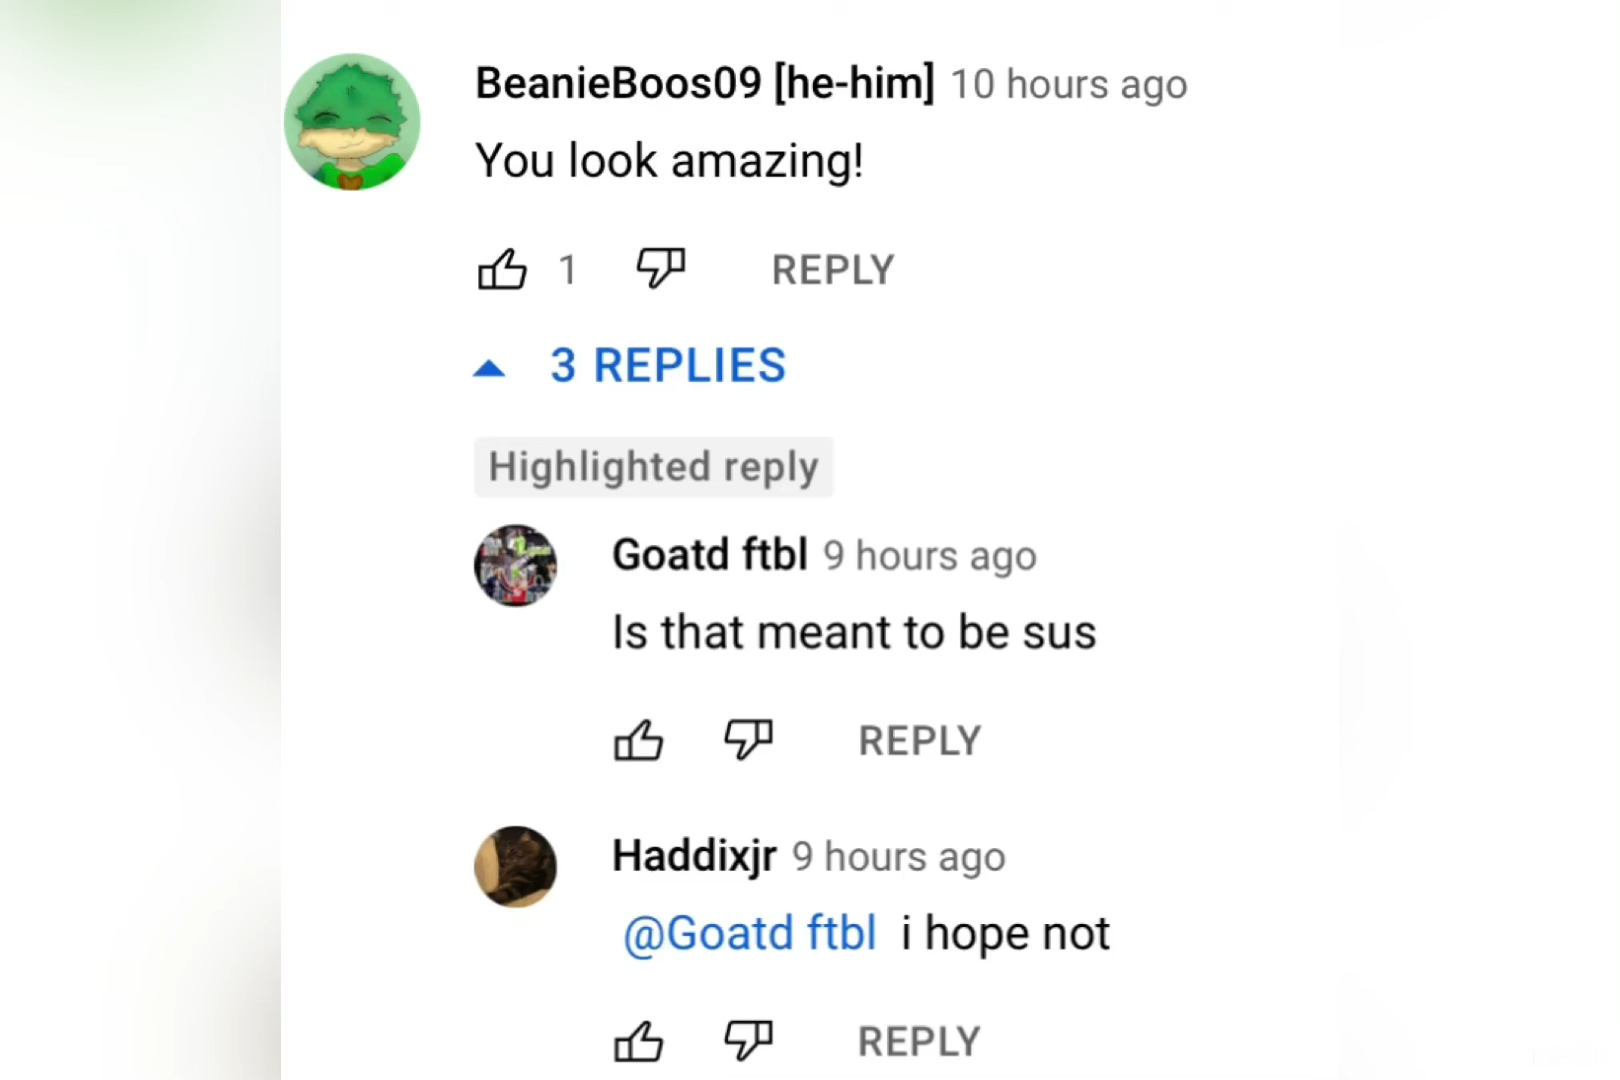 BeanieBoos09 [he-him] 10 hours ago
You look amazing!
1 REPLY
3 REPLIES
Highlighted reply
Goatd ftbl 9 hours ago
Is that meant to be sus
REPLY
Haddixjr 9 hours ago
@Goatd ftbl i hope not
REPLY